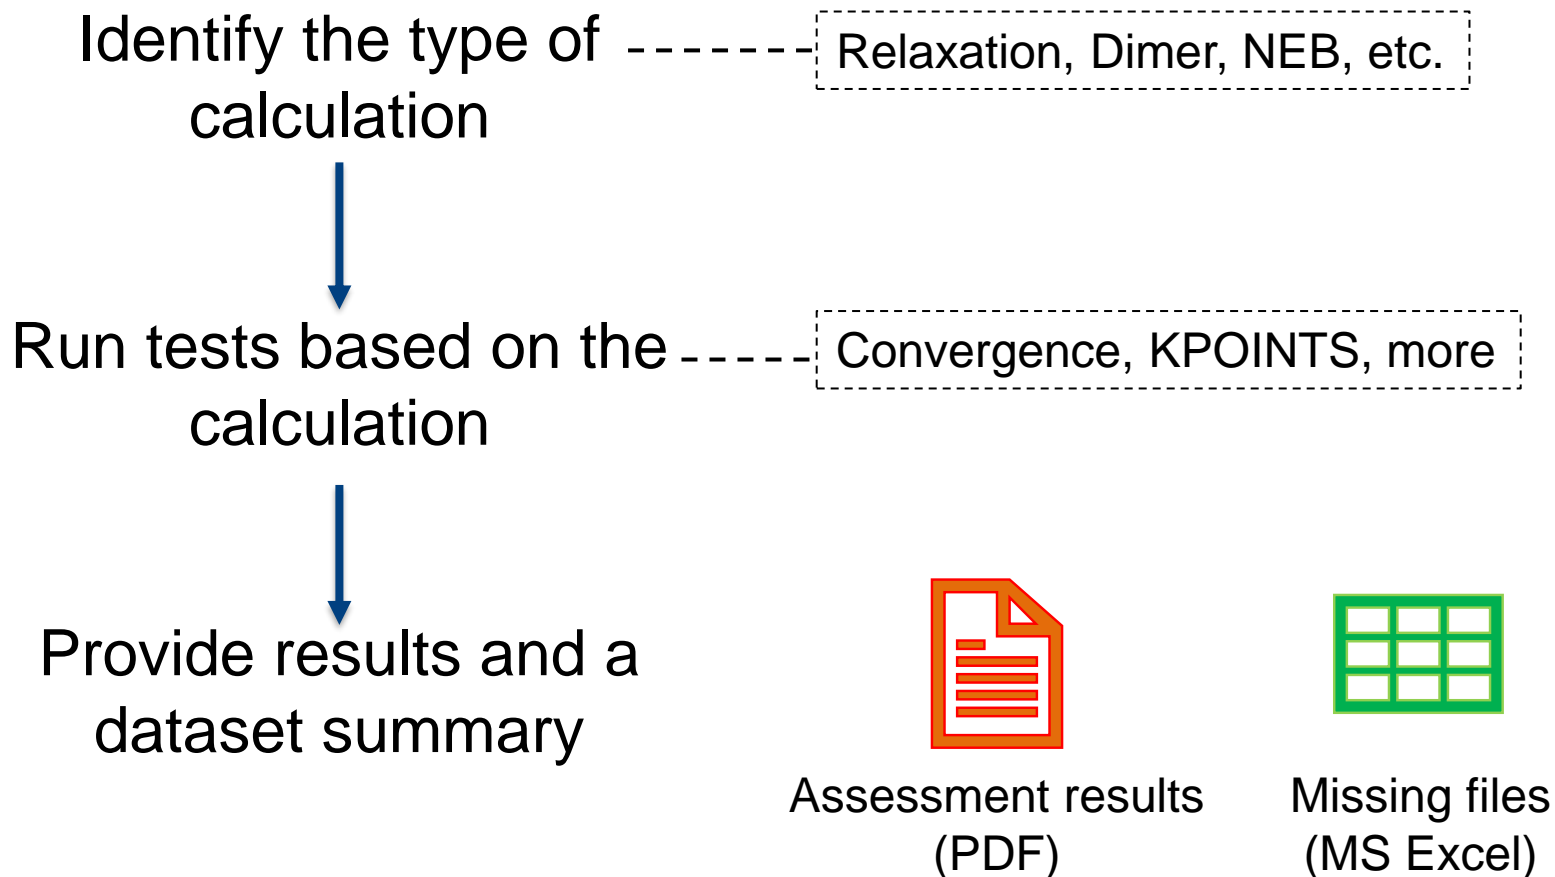 Identify the type of
calculation
Relaxation, Dimer, NEB, etc.
Run tests based on the
calculation
Convergence, KPOINTS, more
Provide results and a
dataset summary
Assessment results
(PDF)
Missing files
(MS Excel)